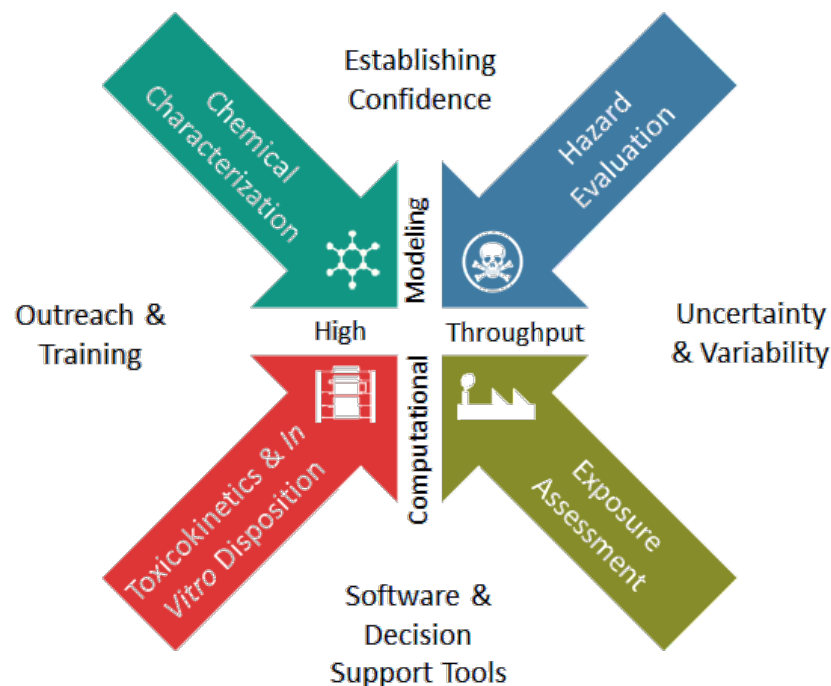 Establishing
Confidence
Chemical
Characterization
Hazard
Evaluation
Modeling
Outreach &
Training
High
Throughput
Uncertainty
& Variability
Computational
Toxicokinetics & In
Vitro Disposition
Exposure
Assessment
Software &
Decision
Support Tools